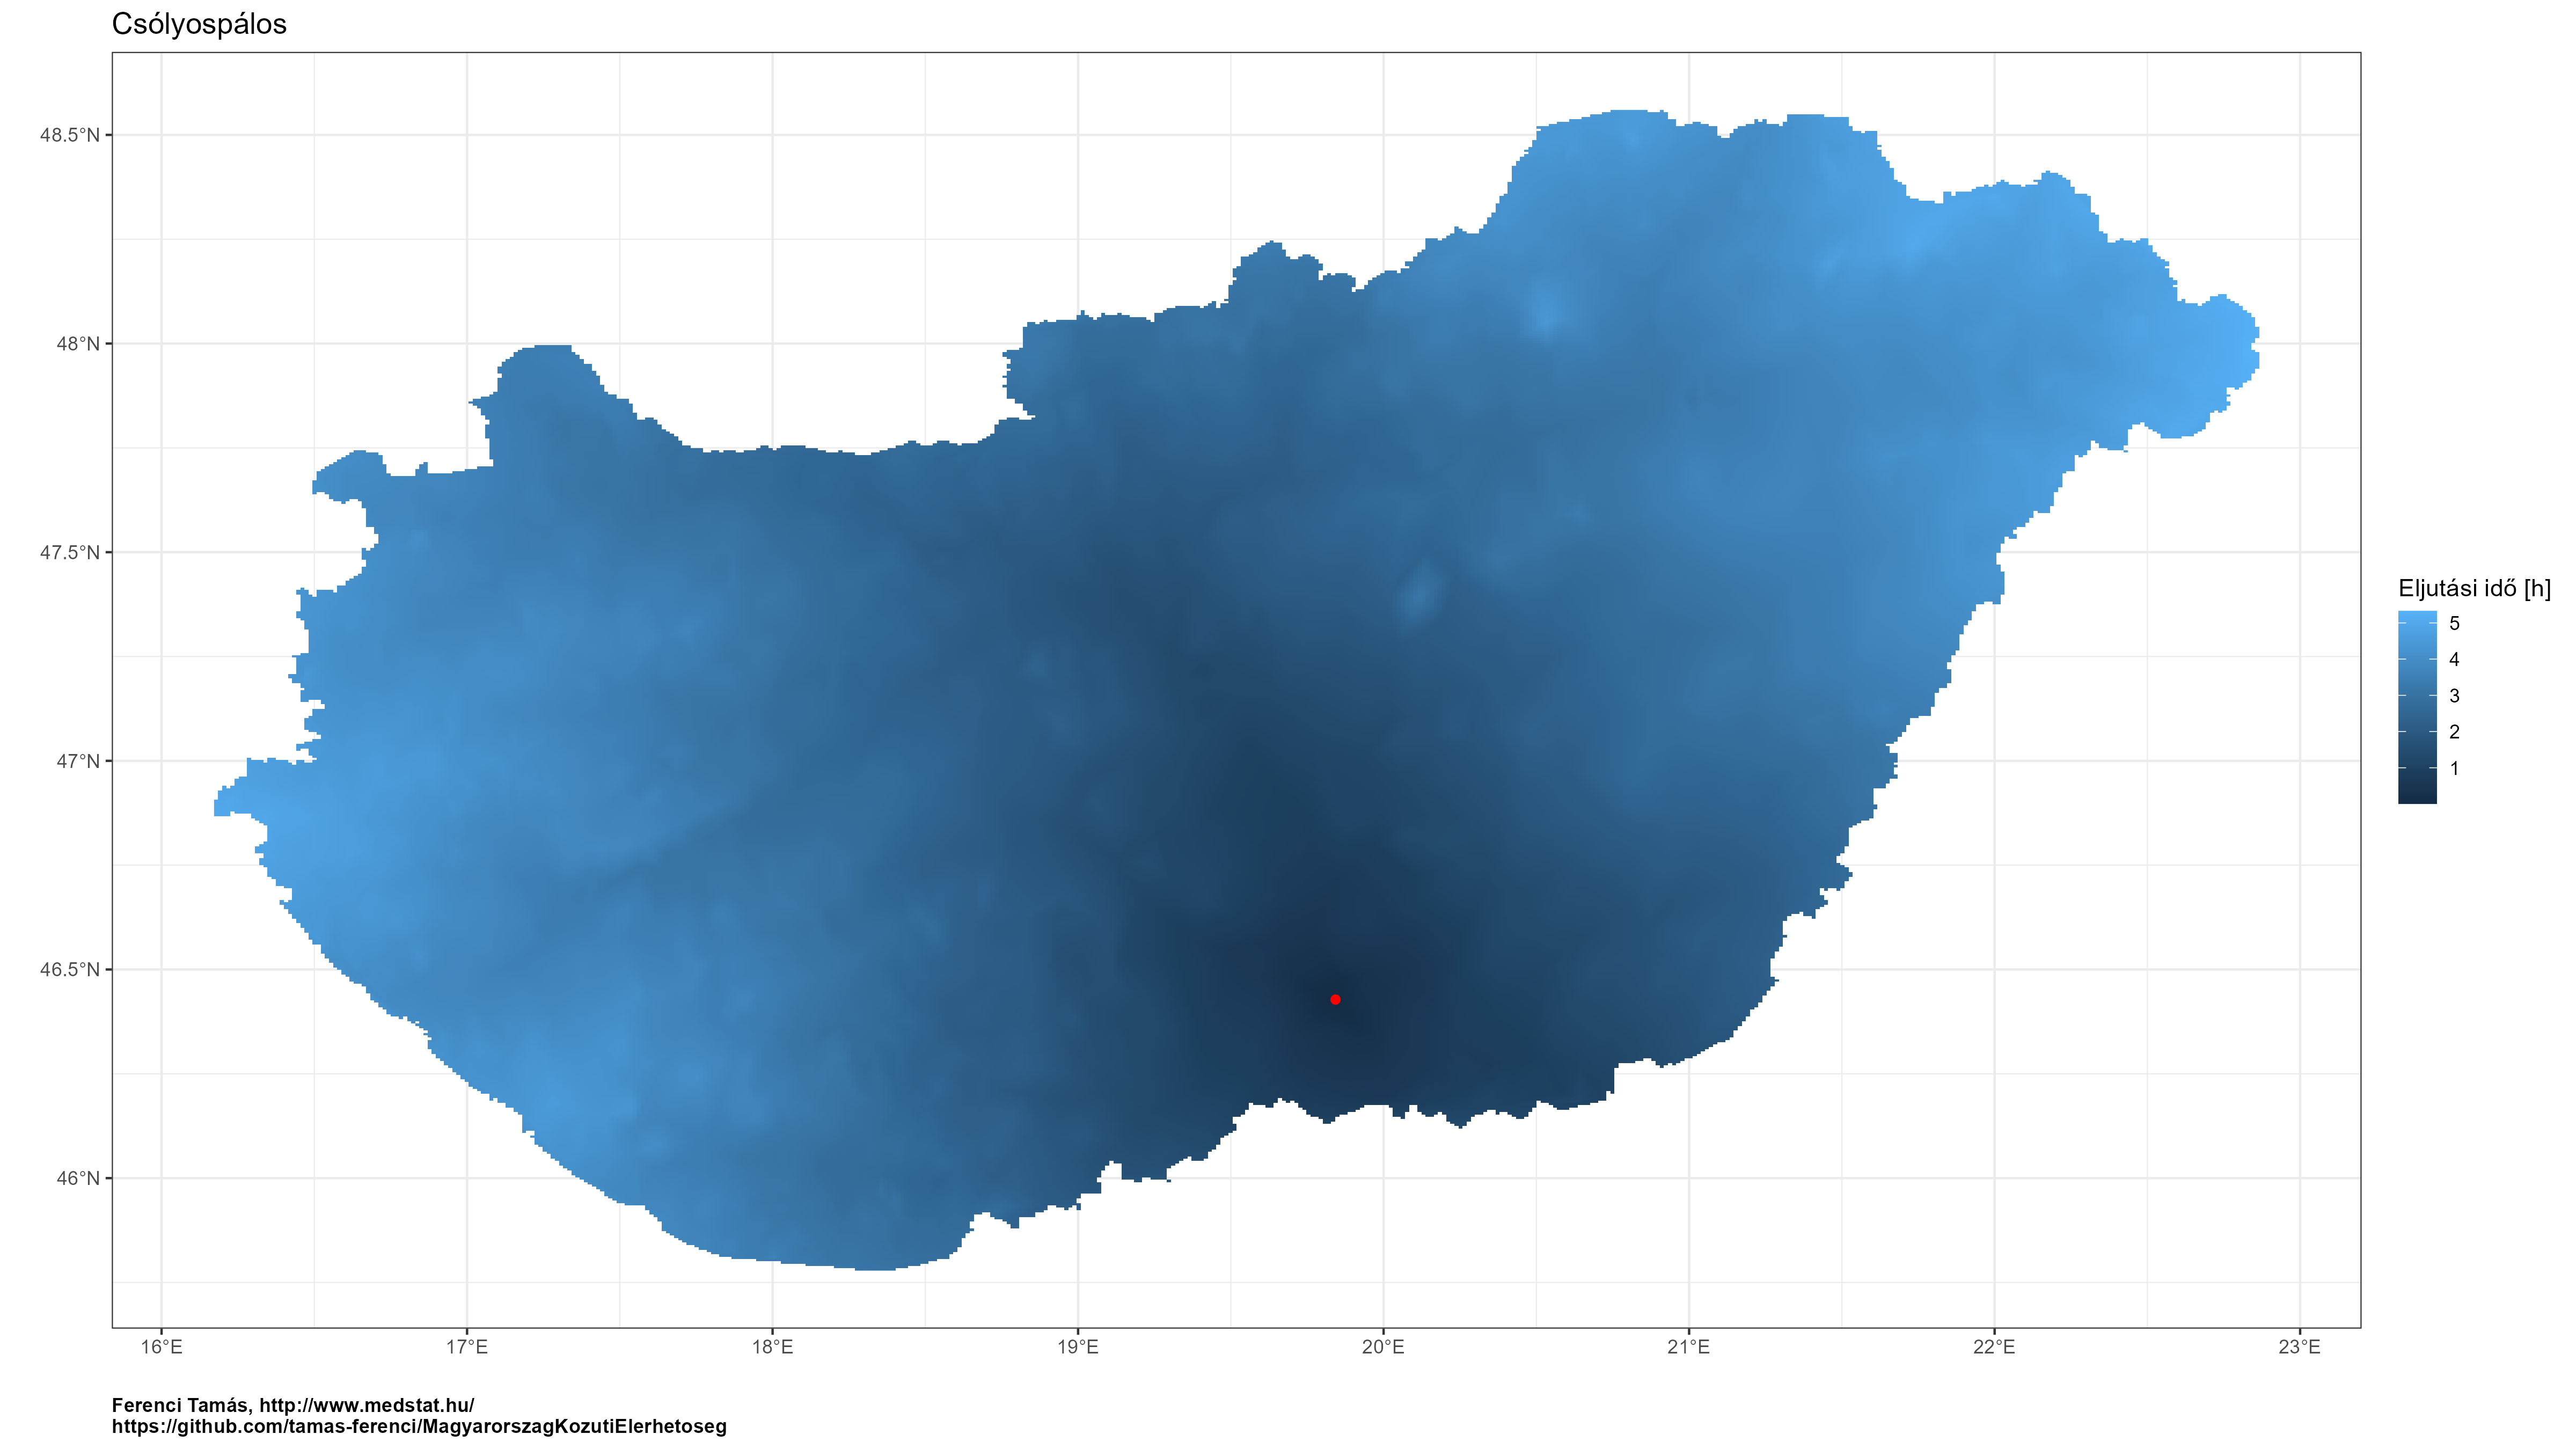 Csólyospálos
48.5°N
48°N
47.5°N
47°N
46.5°N
46°N
16°E
17°E
18°E
19°E
20°E
21°E
22°E
23°E
Eljutási idő [h]
5
4
3
2
1
Ferenci Tamás, http://www.medstat.hu/
https://github.com/tamas-ferenci/MagyarorszagKozutiElerhetoseg